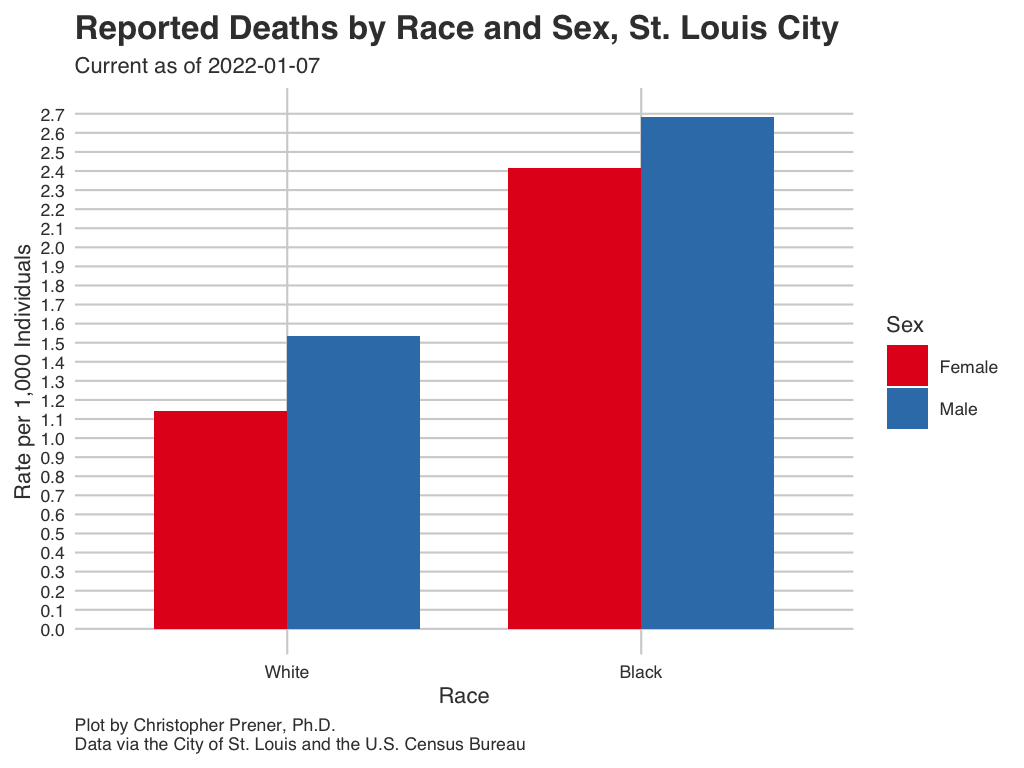 Reported Deaths by Race and Sex, St. Louis City
Current as of 2022-01-07
Rate per 1,000 Individuals
2.7
2.6
2.5
2.4
2.3
2.2
2.1
2.0
1.9
1.8
1.7
1.6
1.5
1.4
1.3
1.2
1.1
1.0
0.9
0.8
0.7
0.6
0.5
0.4
0.3
0.2
0.1
0.0
White
Black
Race
Sex
Female
Male
Plot by Christopher Prener, Ph.D.
Data via the City of St. Louis and the U.S. Census Bureau